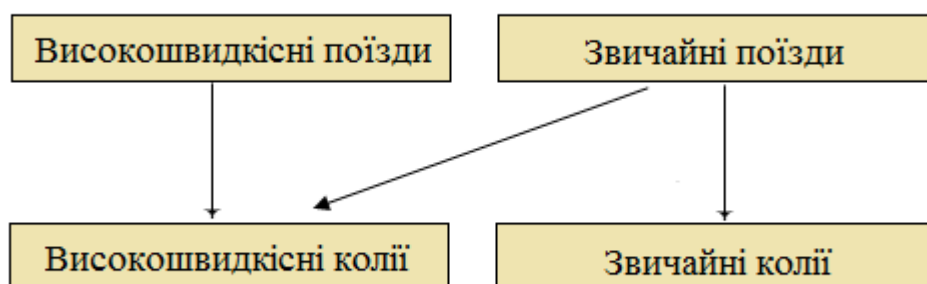 Високошвидкісні поїзди
Звичайні поїзди
Високошвидкісні колії
Звичайні колії